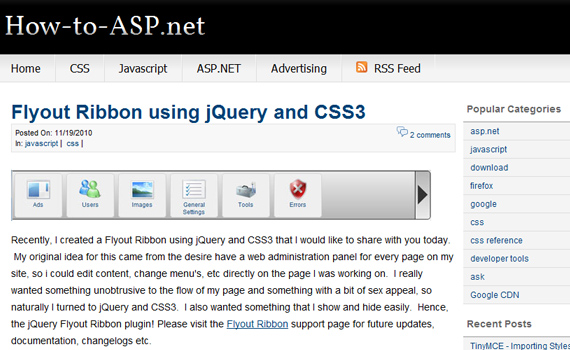 How-to-ASP.net
Home CSS Javascript ASP.NET Advertising RSS Feed
Flyout Ribbon using jQuery and CSS3
Posted On: 11/19/2010
In: javascript | css |
2 comments
Ads Users Images General Settings Tools Errors
Recently, I created a Flyout Ribbon using jQuery and CSS3 that I would like to share with you today.
My original idea for this came from the desire have a web administration panel for every page on my
site, so i could edit content, change menu's, etc directly on the page I was working on. I really
wanted something unobtrusive to the flow of my page and something with a bit of sex appeal, so
naturally I turned to jQuery and CSS3. I also wanted something that I show and hide easily. Hence,
the jQuery Flyout Ribbon plugin! Please visit the Flyout Ribbon support page for future updates,
documentation, changelogs etc.
Popular Categories
asp.net
javascript
download
firefox
google
css
css reference
developer tools
ask
Google CDN
Recent Posts
TinyMCE - Importing Styles